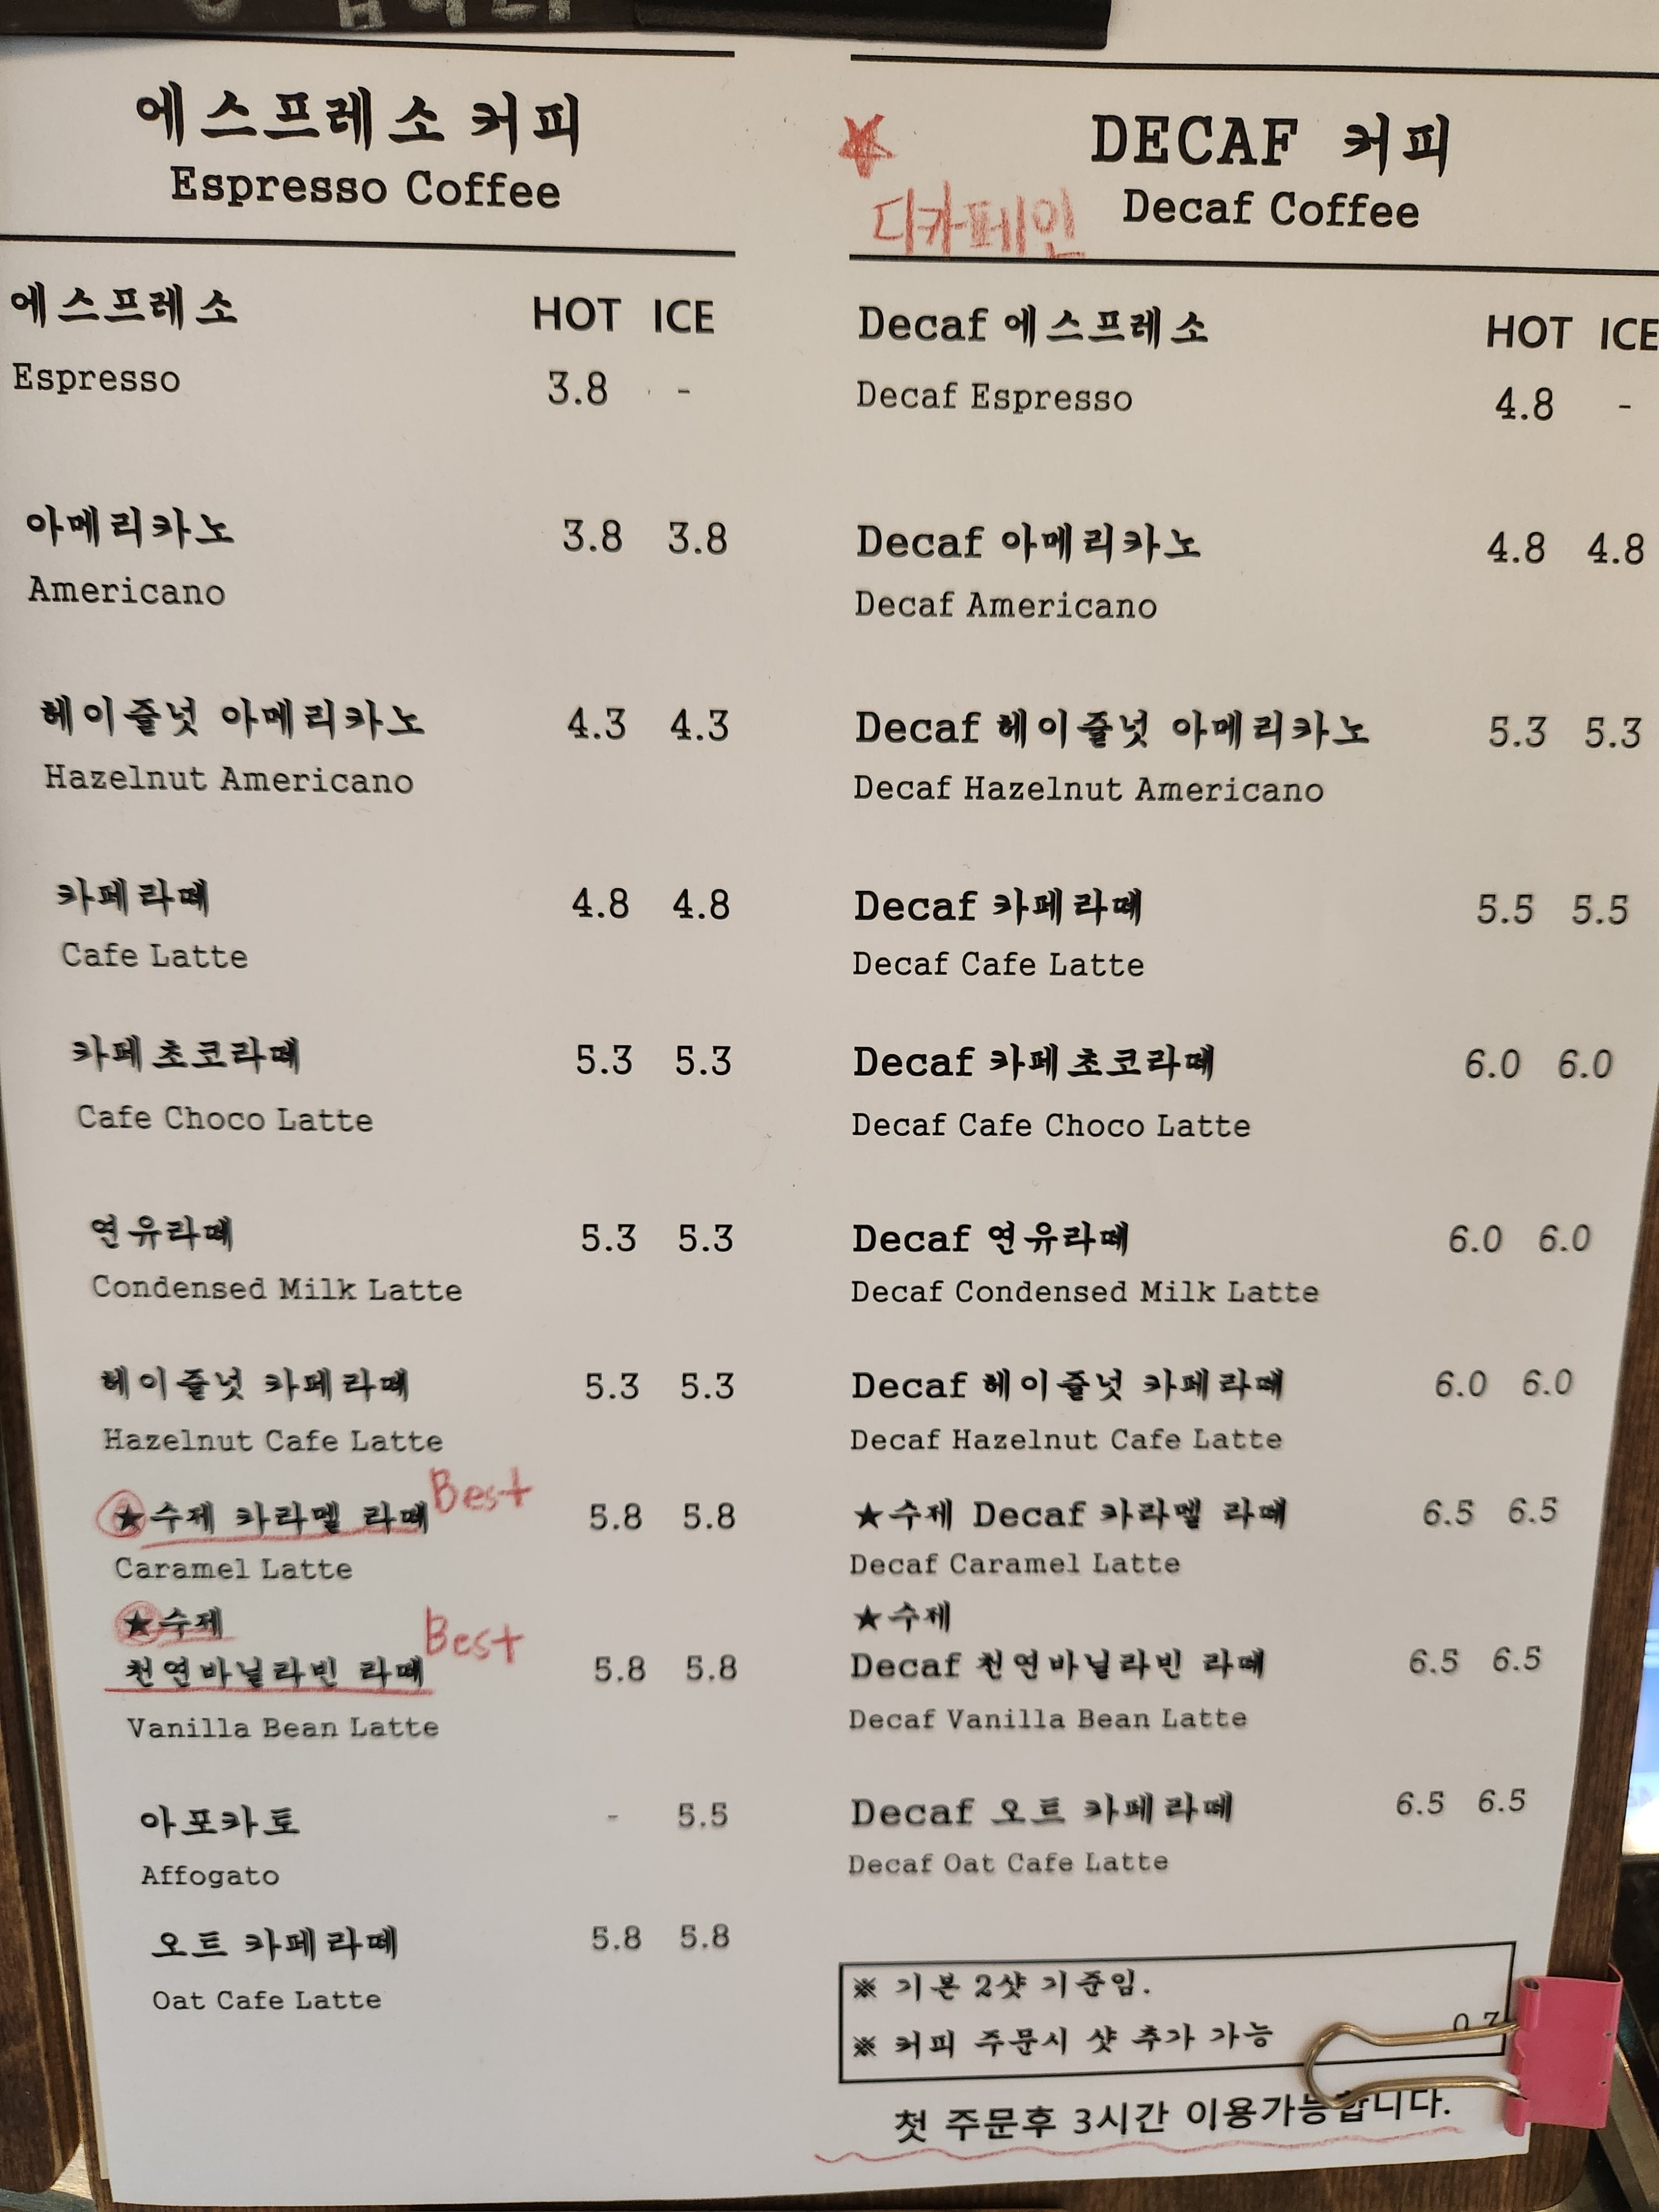 에스프레소 커피
Espresso Coffee
에스프레소 HOT ICE
Espresso 3.8 -
아메리카노 3.8 3.8
Americano
헤이즐넛 아메리카노 4.3 4.3
Hazelnut Americano
카페라떼 4.8 4.8
Cafe Latte
카페초코라떼 5.3 5.3
Cafe Choco Latte
연유라떼 5.3 5.3
Condensed Milk Latte
헤이즐넛 카페라떼 5.3 5.3
Hazelnut Cafe Latte
★수제 카라멜 라떼 Best 5.8 5.8
Caramel Latte
★수제
천연바닐라빈 라떼 Best 5.8 5.8
Vanilla Bean Latte
아포카토 - 5.5
Affogato
오트 카페라떼 5.8 5.8
Oat Cafe Latte
DECAF 커피
디카페인 Decaf Coffee
Decaf 에스프레소 HOT ICE
Decaf Espresso 4.8 -
Decaf 아메리카노 4.8 4.8
Decaf Americano
Decaf 헤이즐넛 아메리카노 5.3 5.3
Decaf Hazelnut Americano
Decaf 카페라떼 5.5 5.5
Decaf Cafe Latte
Decaf 카페초코라떼 6.0 6.0
Decaf Cafe Choco Latte
Decaf 연유라떼 6.0 6.0
Decaf Condensed Milk Latte
Decaf 헤이즐넛 카페라떼 6.0 6.0
Decaf Hazelnut Cafe Latte
★수제 Decaf 카라멜 라떼 6.5 6.5
Decaf Caramel Latte
★수제
Decaf 천연바닐라빈 라떼 6.5 6.5
Decaf Vanilla Bean Latte
Decaf 오트 카페라떼 6.5 6.5
Decaf Oat Cafe Latte
※ 기본 2샷 기준임.
※ 커피 주문시 샷 추가 가능
첫 주문후 3시간 이용가능합니다.